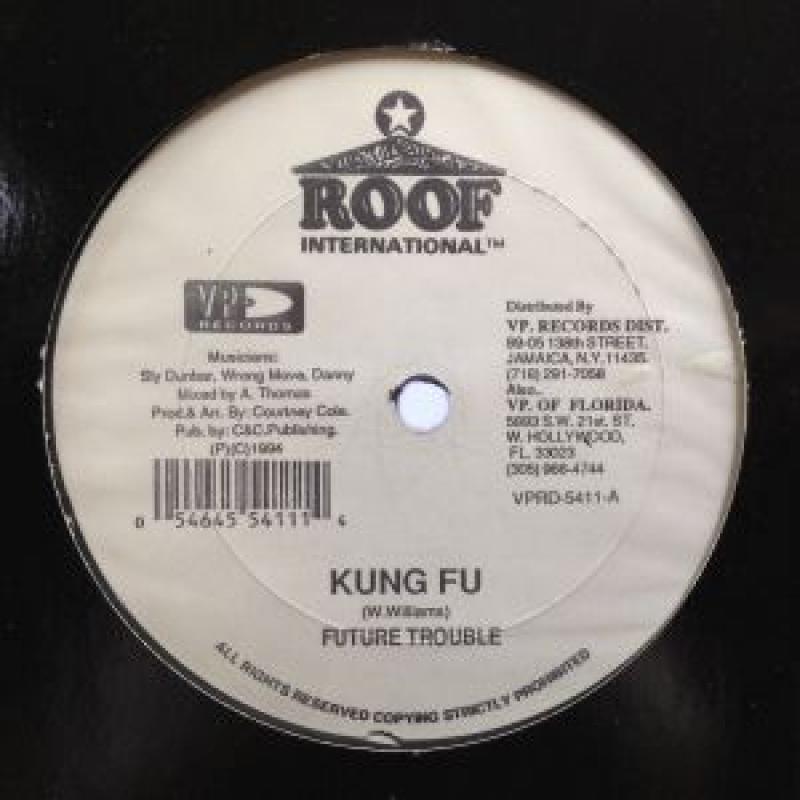 ROOF
INTERNATIONAL™
VP
RECORDS
Musicians:
Sly Dunbar, Wrong Move, Danny
Mixed by A. Thomas
Prod.& Arr. By: Courtney Cole.
Pub. by: C&C.Publishing.
(P)(C)1994
0 54645 54111 6
Distributed By
VP. RECORDS DIST.
89-05 138th STREET,
JAMAICA, N.Y. 11435
(718) 291-7058
Also..
VP. OF FLORIDA.
5893 S.W. 21st. ST,
W. HOLLYWOOD,
FL, 33023
(305) 966-4744
VPRD-5411-A
KUNG FU
(W.Williams)
FUTURE TROUBLE
ALL RIGHTS RESERVED COPYING STRICTLY PROHIBITED